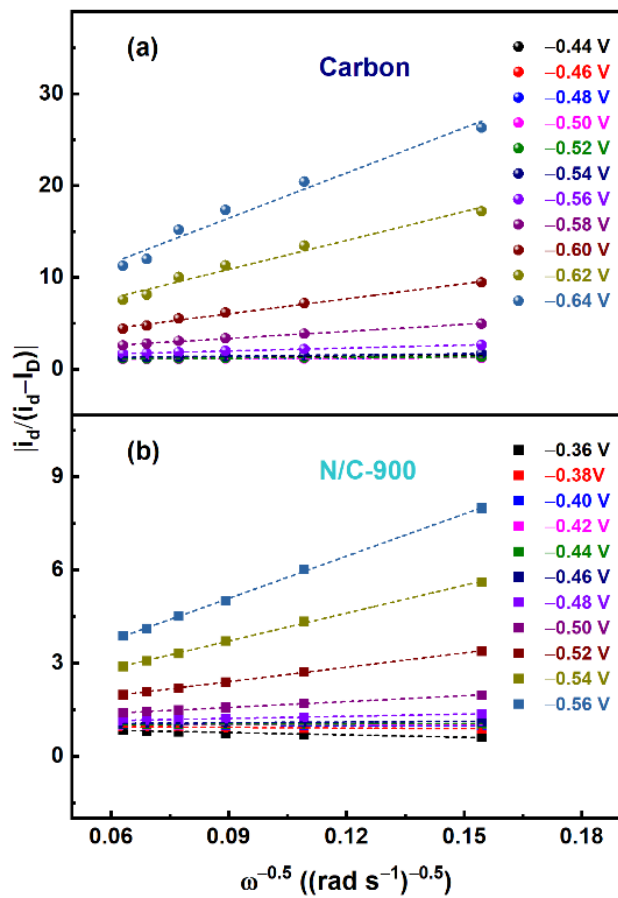 (a)
Carbon
−0.44 V
−0.46 V
−0.48 V
−0.50 V
−0.52 V
−0.54 V
−0.56 V
−0.58 V
−0.60 V
−0.62 V
−0.64 V
30
20
10
0
|i_d/(i_d−I_D)|
(b)
N/C-900
−0.36 V
−0.38V
−0.40 V
−0.42 V
−0.44 V
−0.46 V
−0.48 V
−0.50 V
−0.52 V
−0.54 V
−0.56 V
9
6
3
0
0.06 0.09 0.12 0.15 0.18
ω^−0.5 ((rad s^−1)^−0.5)